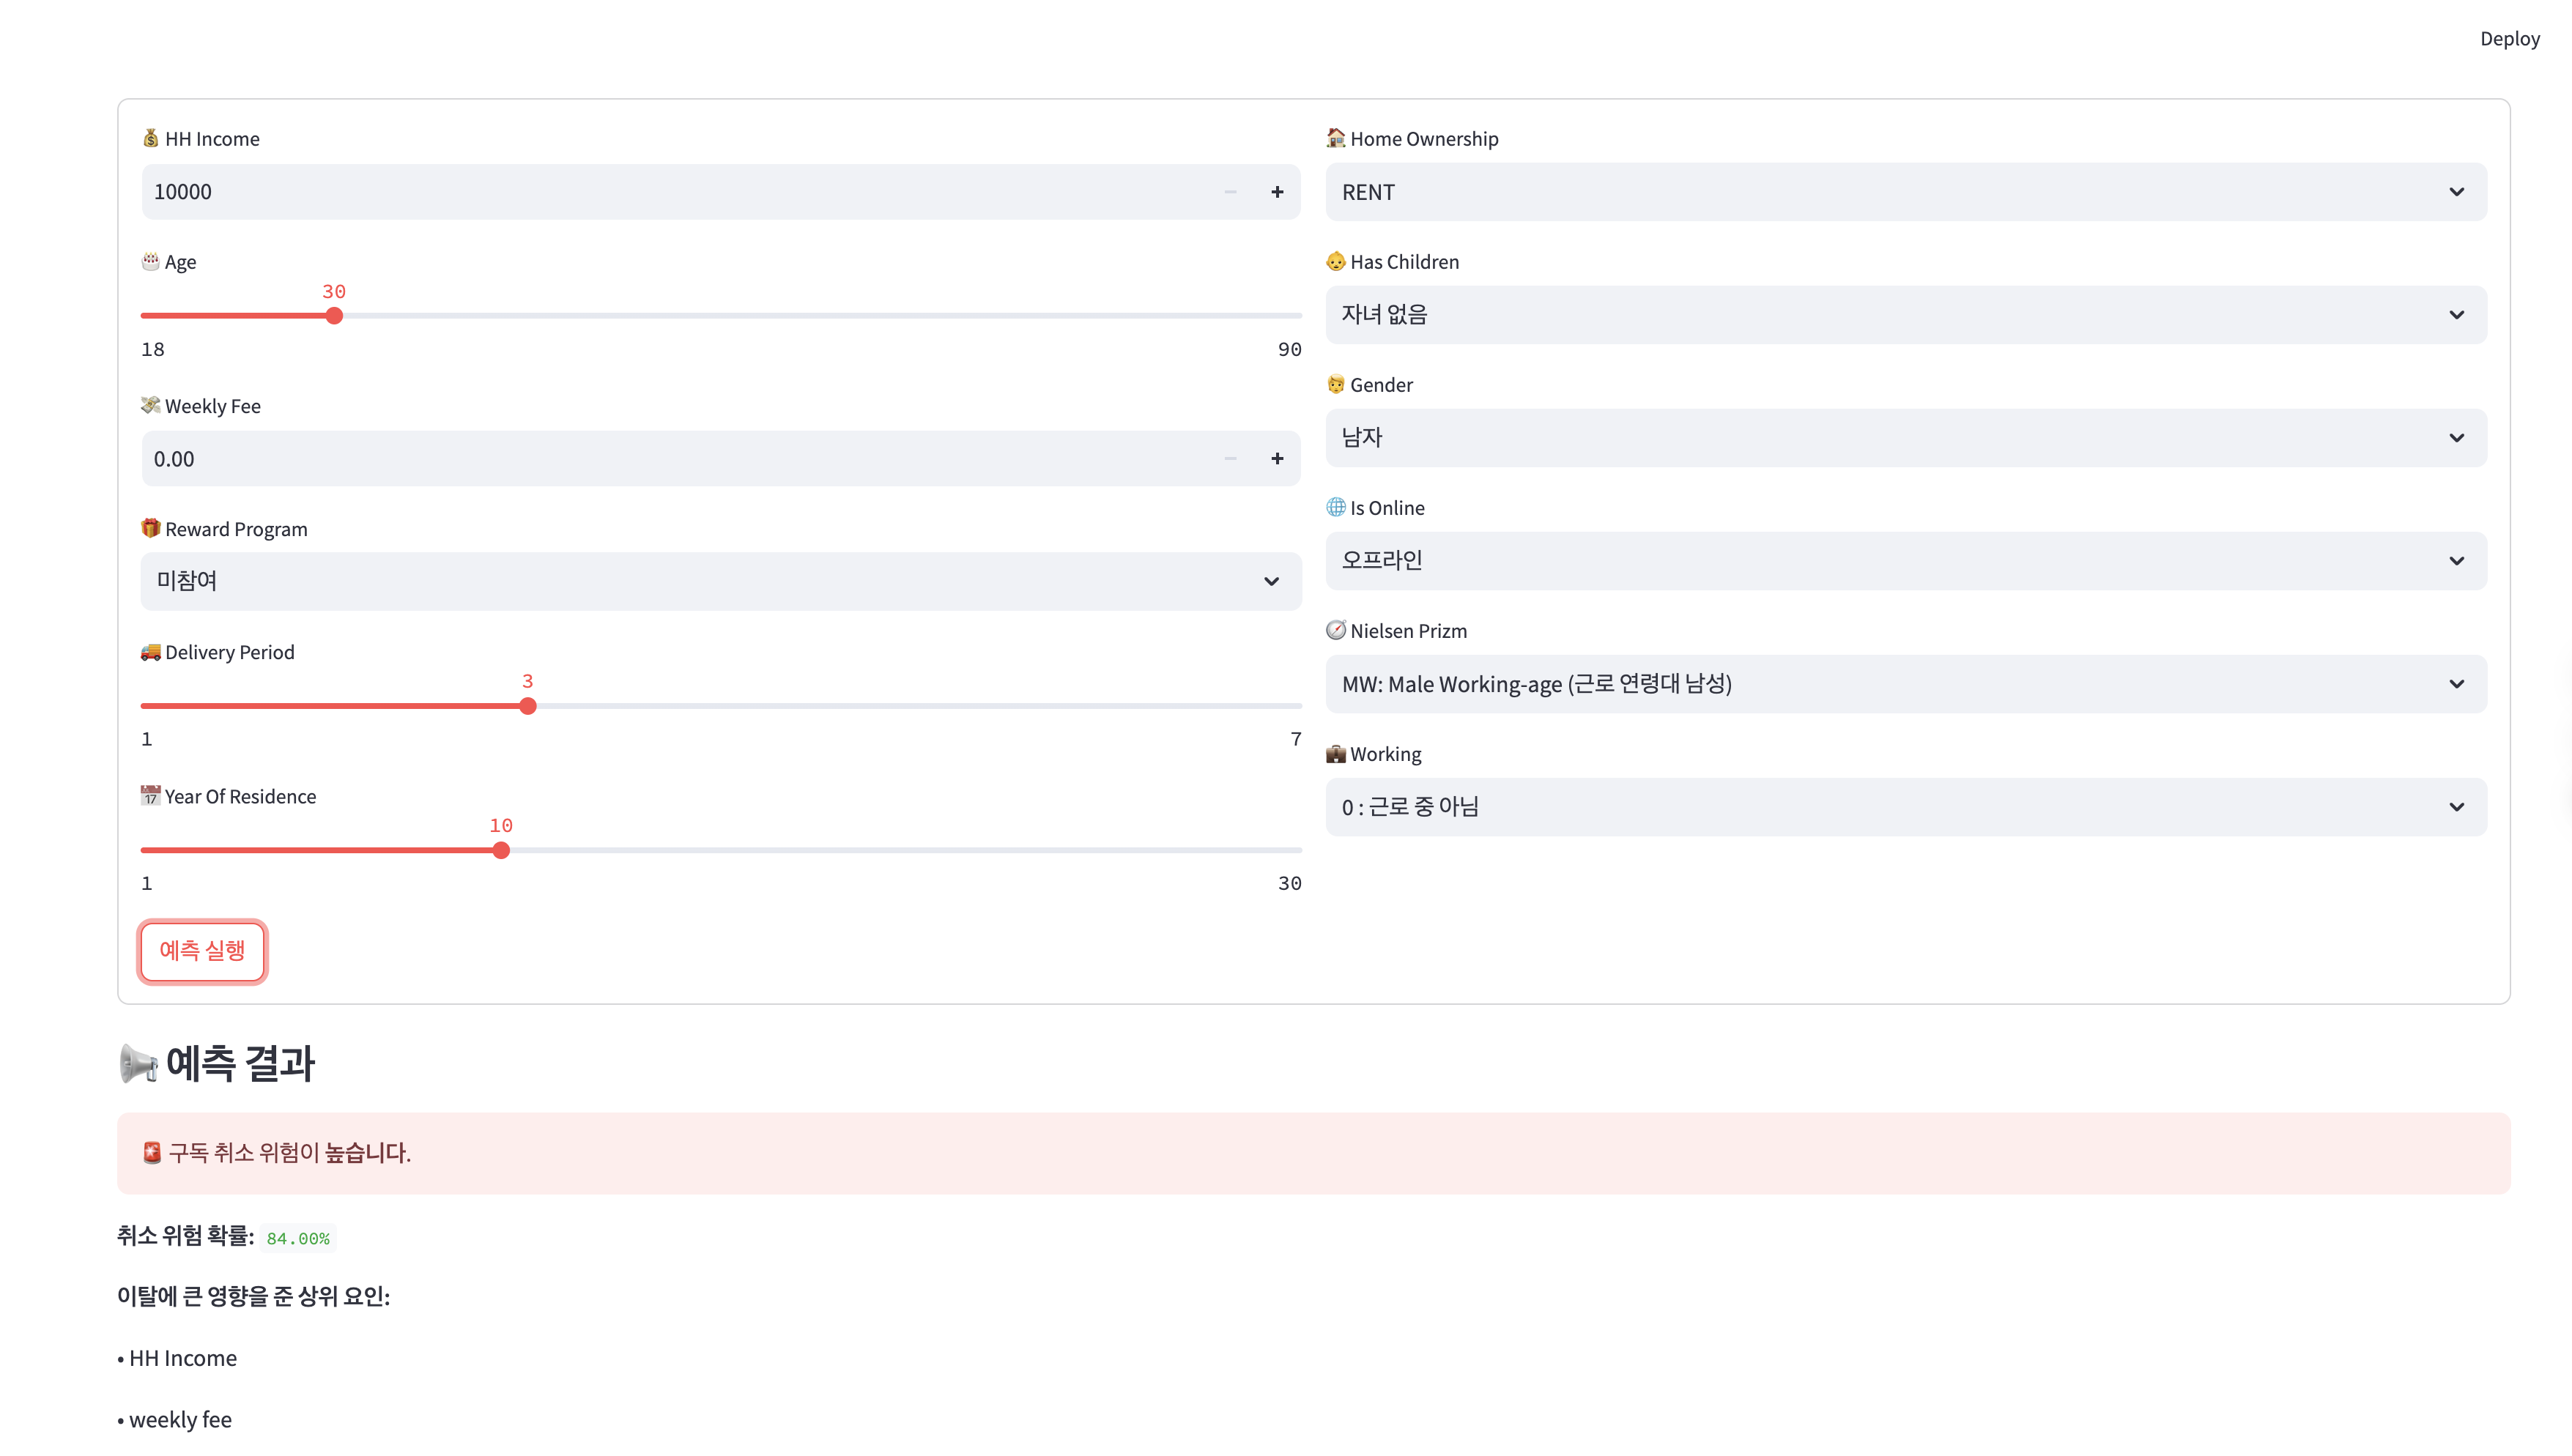 Deploy
HH Income
10000
Age
30
18 90
Weekly Fee
0.00
Reward Program
미참여
Delivery Period
3
1 7
Year Of Residence
10
1 30
Home Ownership
RENT
Has Children
자녀 없음
Gender
남자
Is Online
오프라인
Nielsen Prizm
MW: Male Working-age (근로 연령대 남성)
Working
0 : 근로 중 아님
예측 실행
예측 결과
구독 취소 위험이 높습니다.
취소 위험 확률: 84.00%
이탈에 큰 영향을 준 상위 요인:
• HH Income
• weekly fee